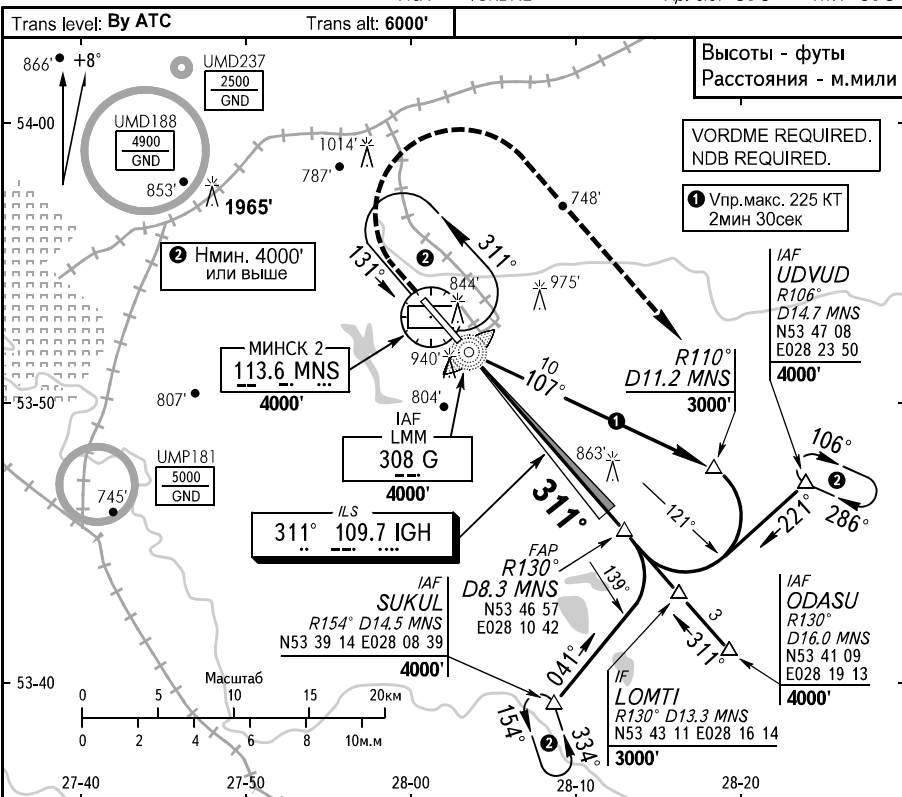 Trans level: By ATC
Trans alt: 6000'
Высоты - футы
Расстояния - м.мили
866'
+8°
UMD237
2500
GND
54-00
UMD188
4900
GND
853'
1965'
1014'
787'
748'
VORDME REQUIRED.
NDB REQUIRED.
❶ Vпр.макс. 225 КТ
2мин 30сек
❷ Hмин. 4000'
или выше
131°
❷
311°
844'
975'
940'
IAF
UDVUD
R106°
D14.7 MNS
N53 47 08
E028 23 50
4000'
МИНСК 2
113.6 MNS
4000'
10
107°
❶
R110°
D11.2 MNS
3000'
53-50
807'
804'
IAF
LMM
308 G
4000'
863'
106°
❷
286°
221°
UMP181
5000
GND
745'
ILS
311° 109.7 IGH
311°
121°
139°
FAP
R130°
D8.3 MNS
N53 46 57
E028 10 42
IAF
SUKUL
R154° D14.5 MNS
N53 39 14 E028 08 39
4000'
3
311°
IAF
ODASU
R130°
D16.0 MNS
N53 41 09
E028 19 13
4000'
041°
IF
LOMTI
R130° D13.3 MNS
N53 43 11 E028 16 14
3000'
154°
❷
334°
53-40
Масштаб
0 5 10 15 20км
0 2 4 6 8 10м.м
27-40
27-50
28-00
28-10
28-20